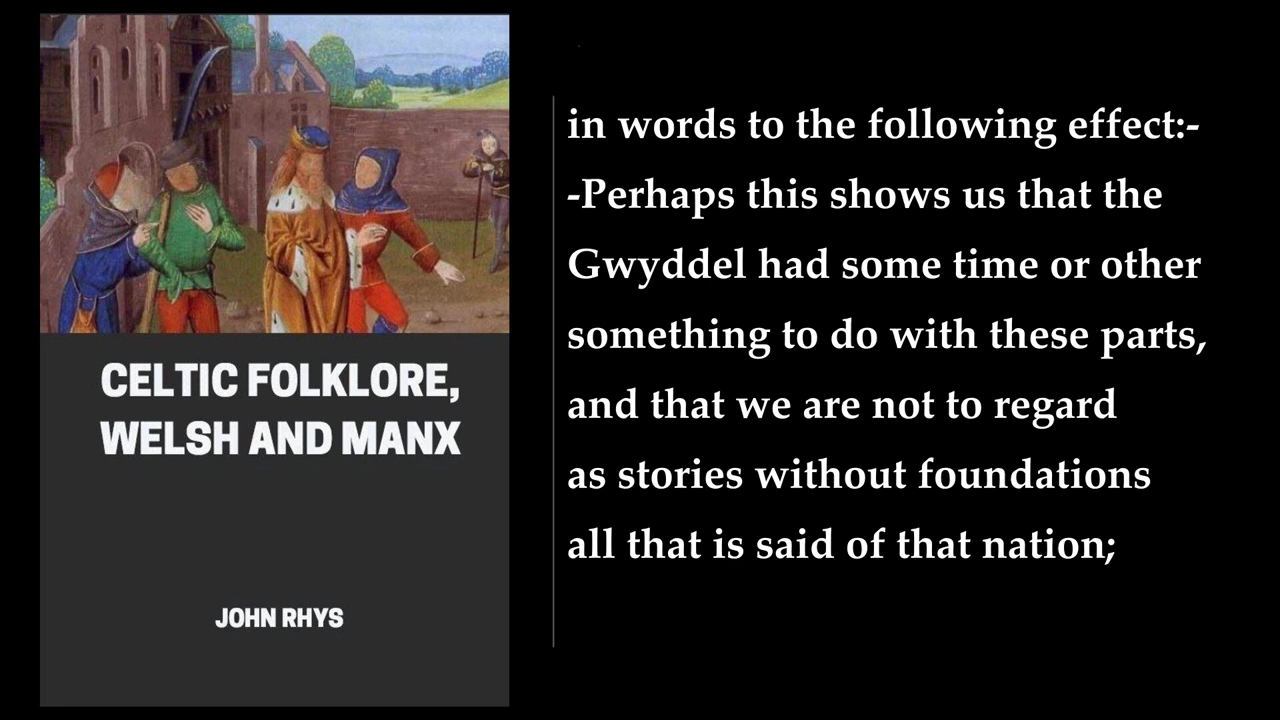 CELTIC FOLKLORE,
WELSH AND MANX
JOHN RHYS
in words to the following effect:-
-Perhaps this shows us that the
Gwyddel had some time or other
something to do with these parts,
and that we are not to regard
as stories without foundations
all that is said of that nation;